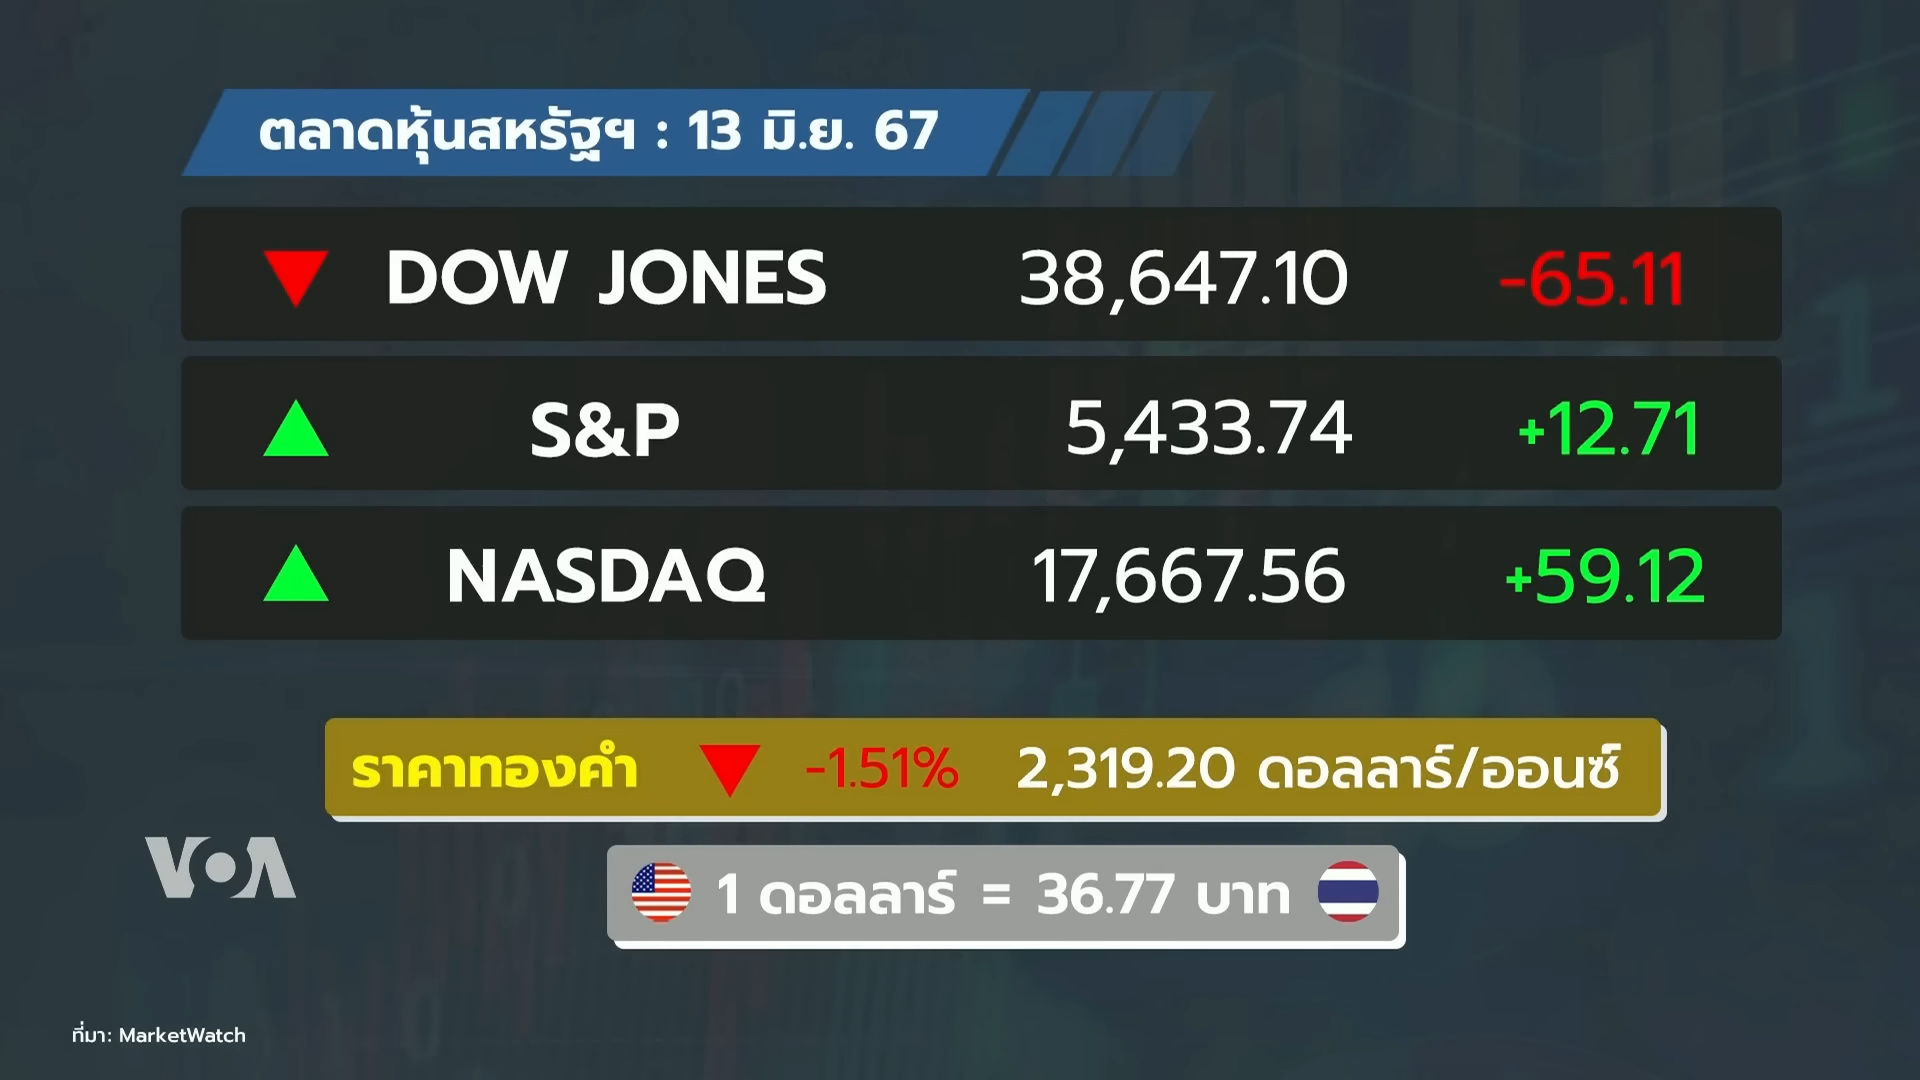 ตลาดหุ้นสหรัฐฯ : 13 มิ.ย. 67
DOW JONES 38,647.10 -65.11
S&P 5,433.74 +12.71
NASDAQ 17,667.56 +59.12
ราคาทองคำ -1.51% 2,319.20 ดอลลาร์/ออนซ์
VOA
1 ดอลลาร์ = 36.77 บาท
ที่มา: MarketWatch